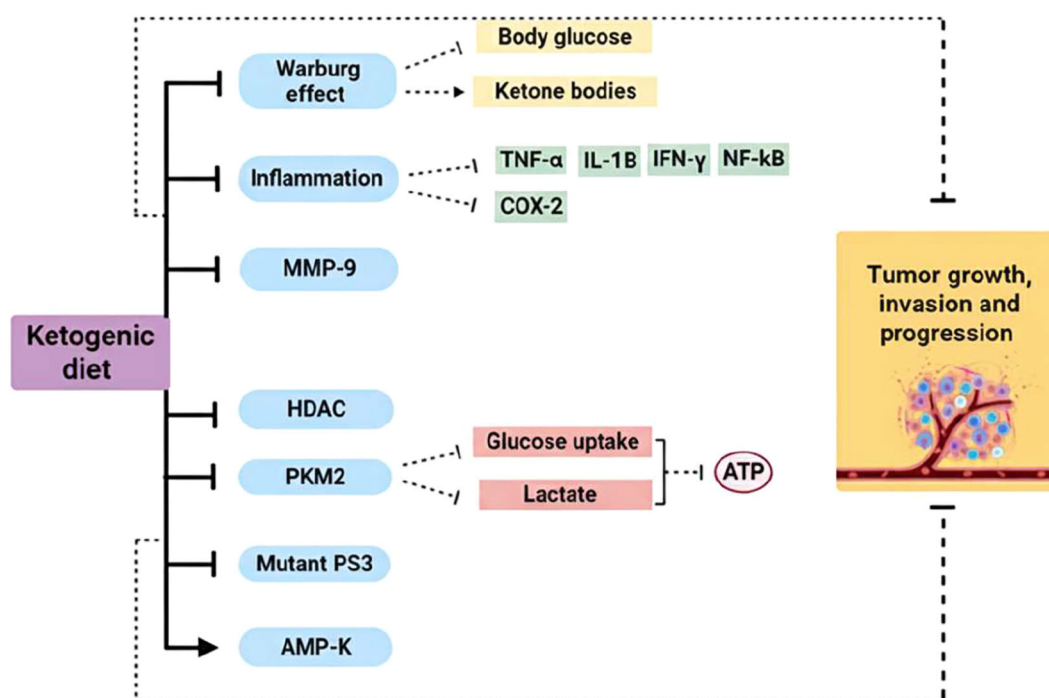 Body glucose
Warburg
effect
Ketone bodies
TNF-α IL-1B IFN-γ NF-kB
Inflammation
COX-2
MMP-9
Tumor growth,
invasion and
progression
Ketogenic
diet
HDAC
Glucose uptake
PKM2
ATP
Lactate
Mutant PS3
AMP-K